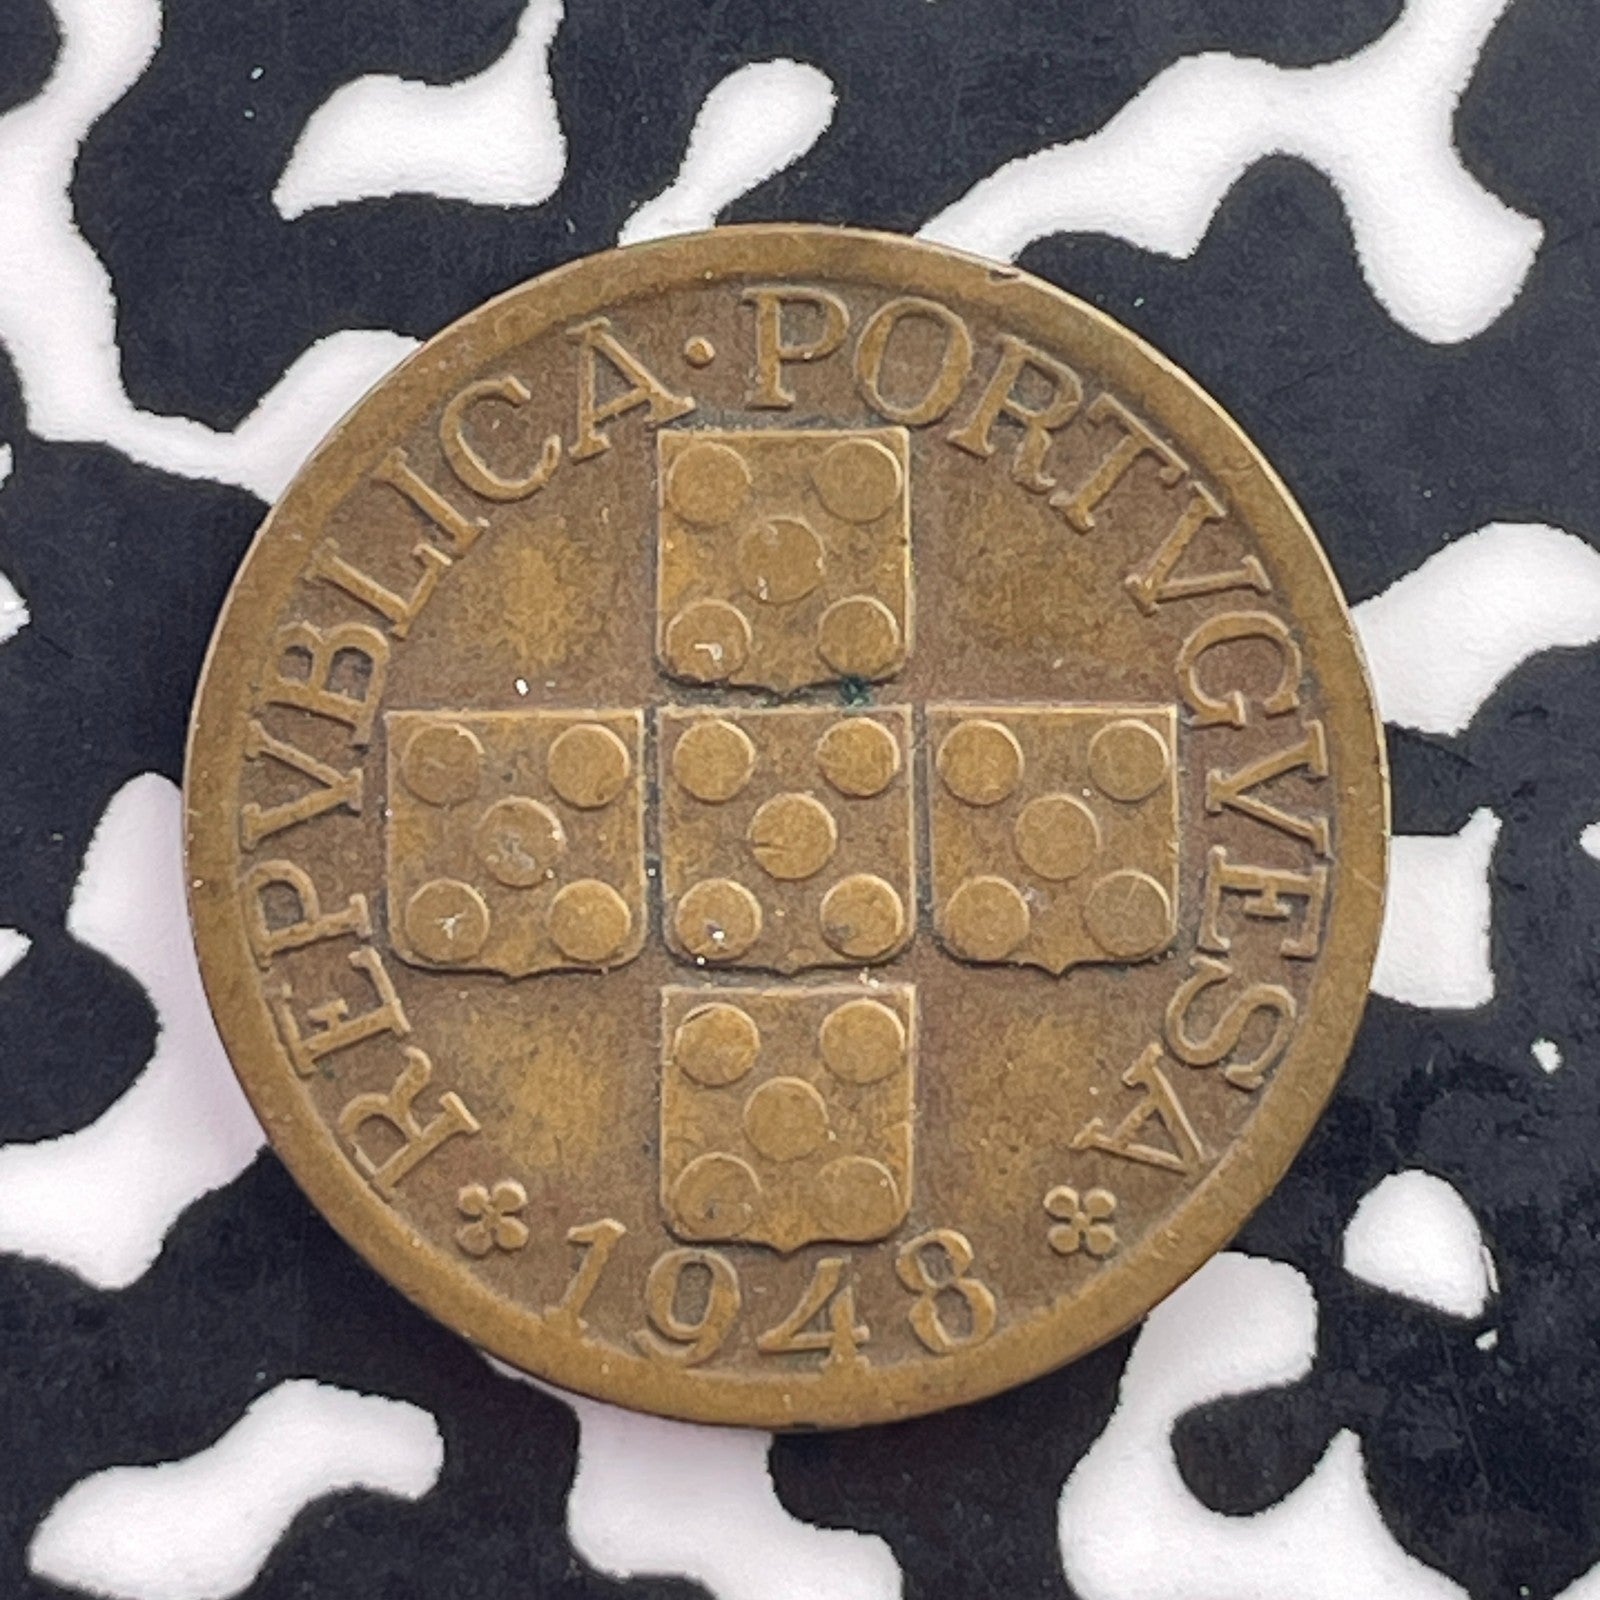 REPVBLICA · PORTVGVESA
1948